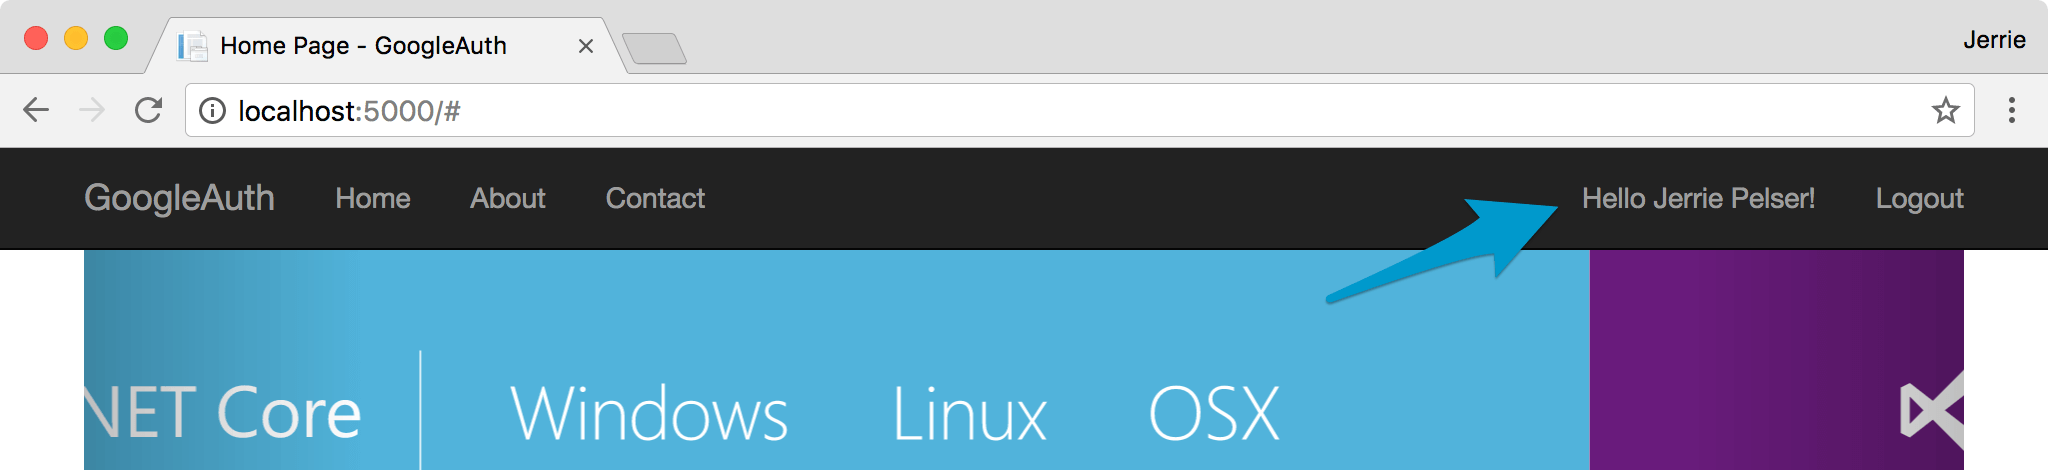 Home Page - GoogleAuth
Jerrie
localhost:5000/#
GoogleAuth Home About Contact Hello Jerrie Pelser! Logout
NET Core Windows Linux OSX